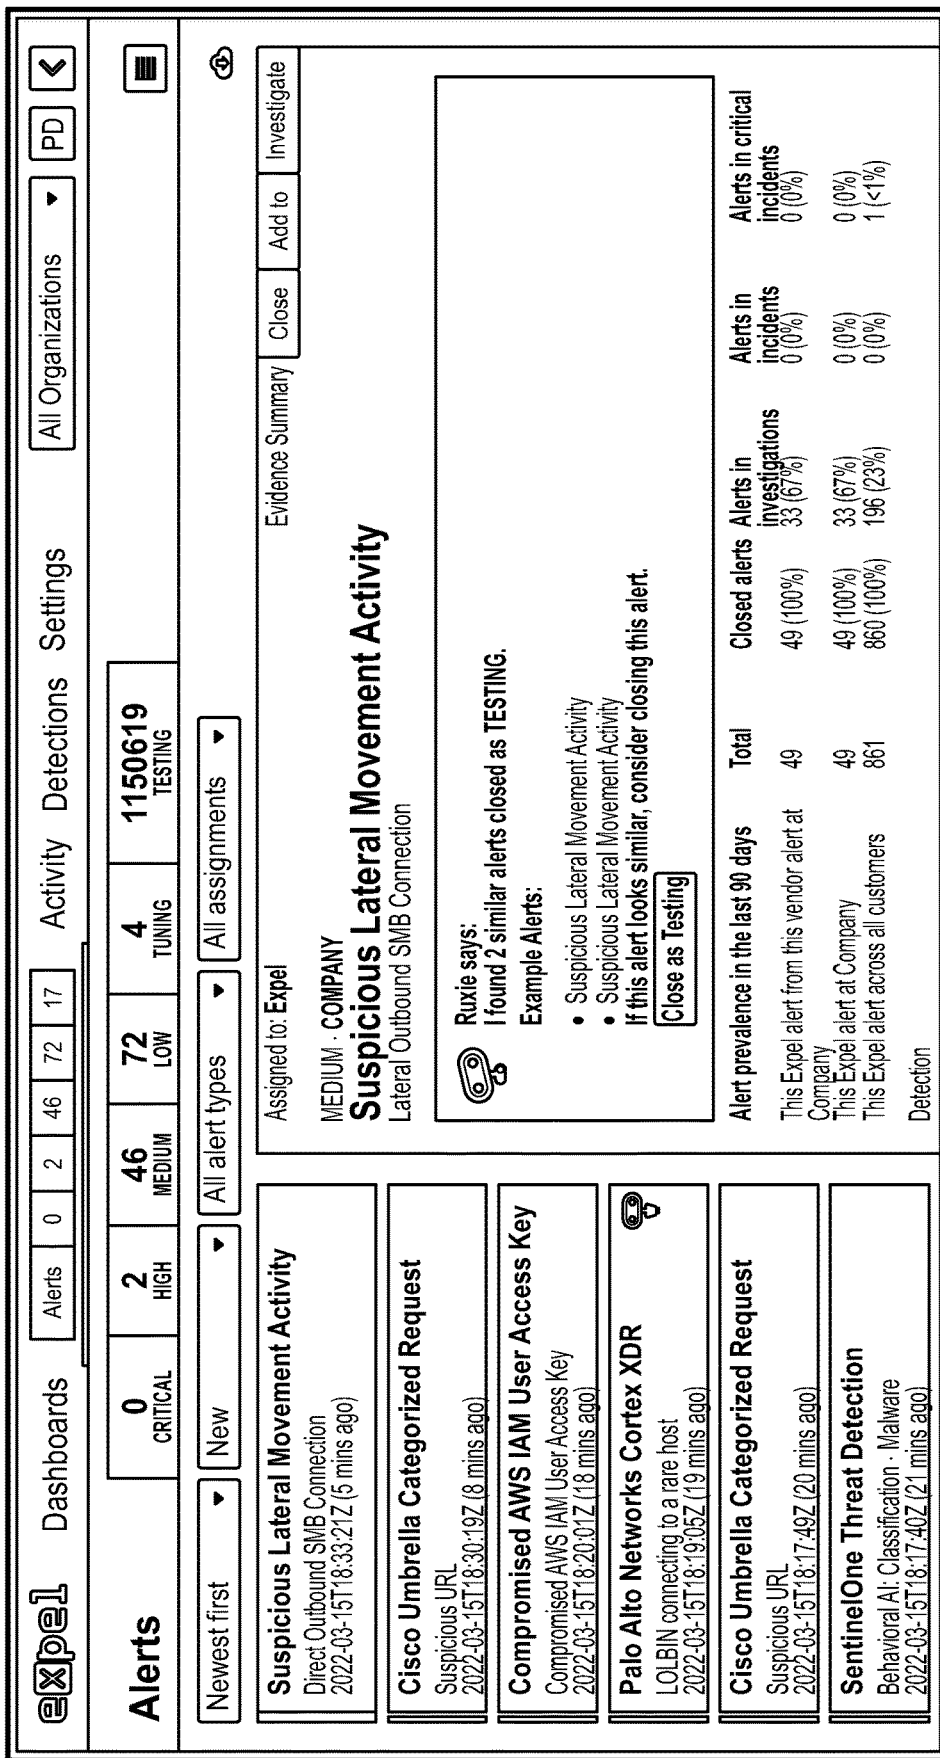 expel Dashboards Alerts 0 2 46 72 17 Activity Detections Settings All Organizations PD
Alerts
0 CRITICAL
2 HIGH
46 MEDIUM
72 LOW
4 TUNING
1150619 TESTING
Newest first New All alert types All assignments
Suspicious Lateral Movement Activity
Direct Outbound SMB Connection
2022-03-15T18:33:21Z (5 mins ago)
Cisco Umbrella Categorized Request
Suspicious URL
2022-03-15T18:30:19Z (8 mins ago)
Compromised AWS IAM User Access Key
Compromised AWS IAM User Access Key
2022-03-15T18:20:01Z (18 mins ago)
Palo Alto Networks Cortex XDR
LOLBIN connecting to a rare host
2022-03-15T18:19:05Z (19 mins ago)
Cisco Umbrella Categorized Request
Suspicious URL
2022-03-15T18:17:49Z (20 mins ago)
SentinelOne Threat Detection
Behavioral AI: Classification - Malware
2022-03-15T18:17:40Z (21 mins ago)
Assigned to: Expel Evidence Summary Close Add to Investigate
MEDIUM · COMPANY
Suspicious Lateral Movement Activity
Lateral Outbound SMB Connection
Ruxie says:
I found 2 similar alerts closed as TESTING.
Example Alerts:
• Suspicious Lateral Movement Activity
• Suspicious Lateral Movement Activity
If this alert looks similar, consider closing this alert.
Close as Testing
Alert prevalence in the last 90 days Total Closed alerts Alerts in investigations Alerts in incidents Alerts in critical incidents
This Expel alert from this vendor alert at Company 49 49 (100%) 33 (67%) 0 (0%) 0 (0%)
This Expel alert at Company 49 49 (100%) 33 (67%) 0 (0%) 0 (0%)
This Expel alert across all customers 861 860 (100%) 196 (23%) 0 (0%) 1 (<1%)
Detection